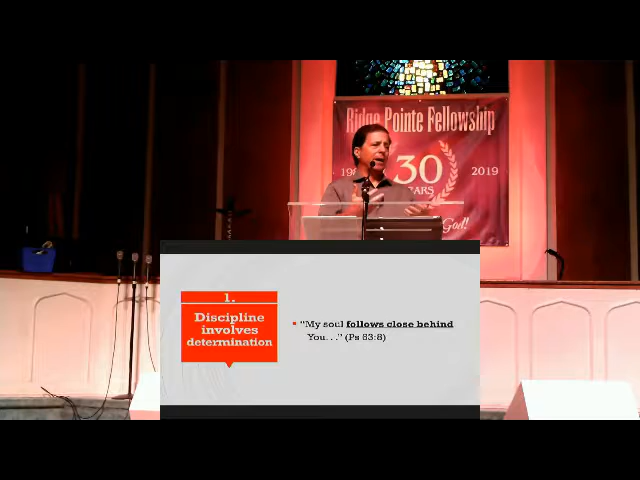 Ridge Pointe Fellowship
30
2019
YEARS
God!
1.
Discipline
involves
determination
"My soul follows close behind
You. . ." (Ps 63:8)